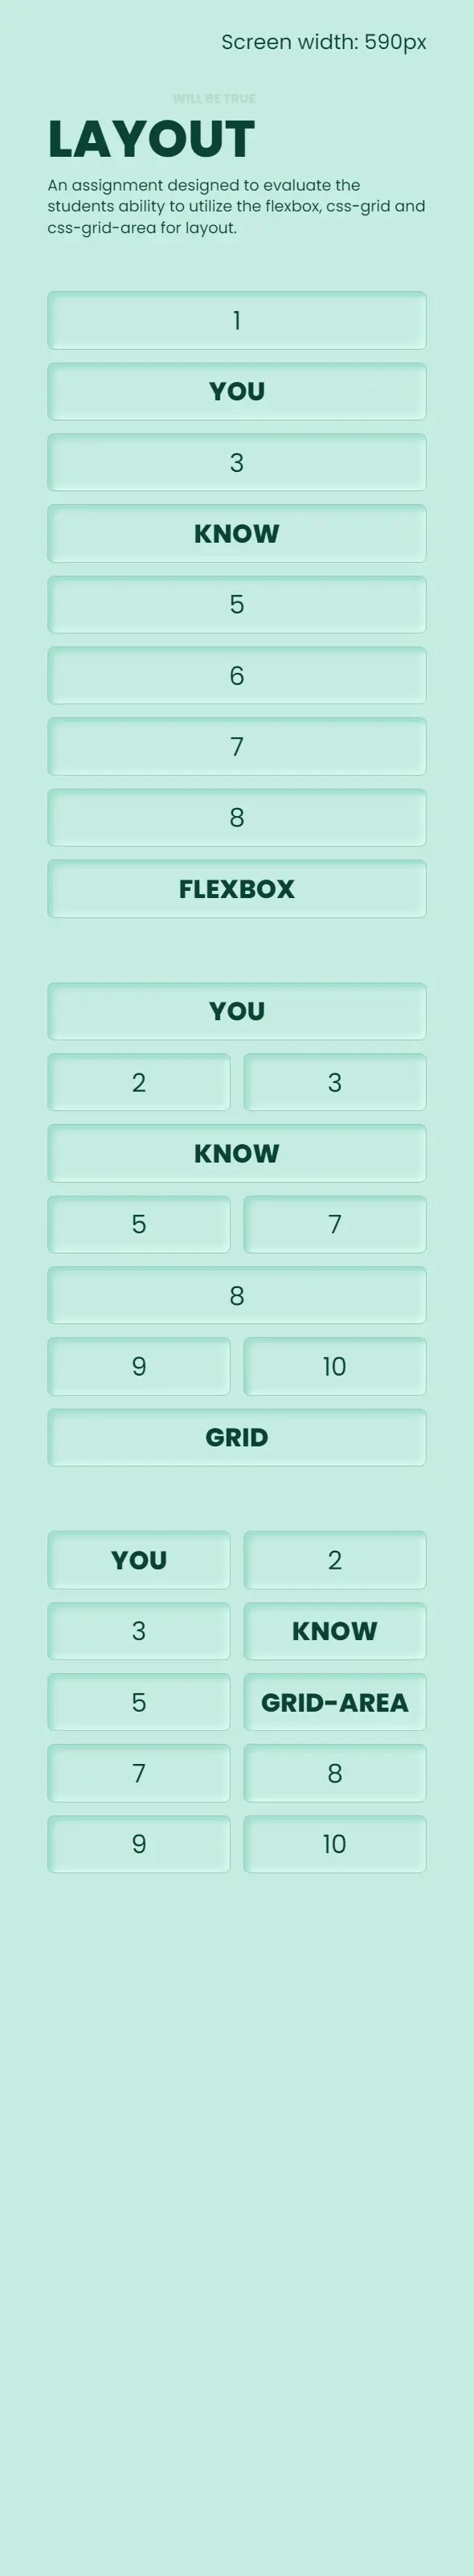 Screen width: 590px
WILL BE TRUE
LAYOUT
An assignment designed to evaluate the
students ability to utilize the flexbox, css-grid and
css-grid-area for layout.
1
YOU
3
KNOW
5
6
7
8
FLEXBOX
YOU
2 3
KNOW
5 7
8
9 10
GRID
YOU 2
3 KNOW
5 GRID-AREA
7 8
9 10